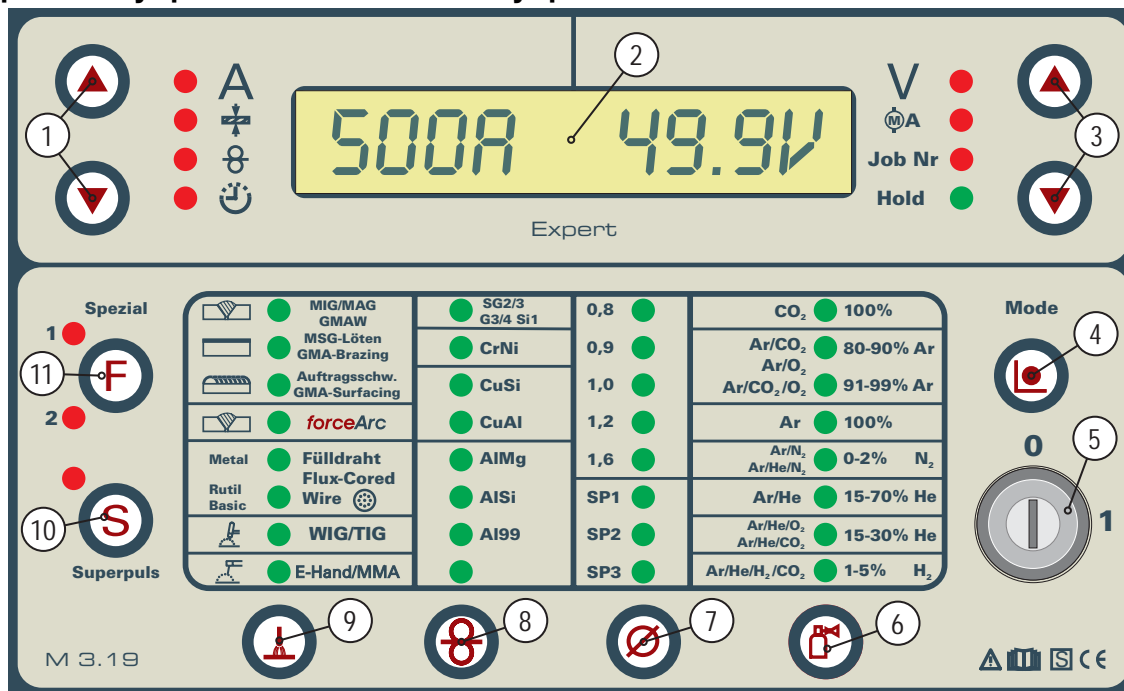 A
V
2
1
3
500A 49.9V
M A
Job Nr
Hold
Expert
Spezial
1
F
11
2
S
10
Superpuls
MIG/MAG
GMAW
MSG-Löten
GMA-Brazing
Auftragsschw.
GMA-Surfacing
forceArc
Metal
Rutil
Basic
Fülldraht
Flux-Cored
Wire
WIG/TIG
E-Hand/MMA
SG2/3
G3/4 Si1
CrNi
CuSi
CuAl
AlMg
AlSi
Al99
0,8
0,9
1,0
1,2
1,6
SP1
SP2
SP3
CO₂ 100%
Ar/CO₂
Ar/O₂
80-90% Ar
Ar/CO₂/O₂ 91-99% Ar
Ar 100%
Ar/N₂
Ar/He/N₂
0-2% N₂
Ar/He 15-70% He
Ar/He/O₂
Ar/He/CO₂
15-30% He
Ar/He/H₂/CO₂ 1-5% H₂
Mode
4
0
5
1
9
8
7
6
M 3.19
S CE